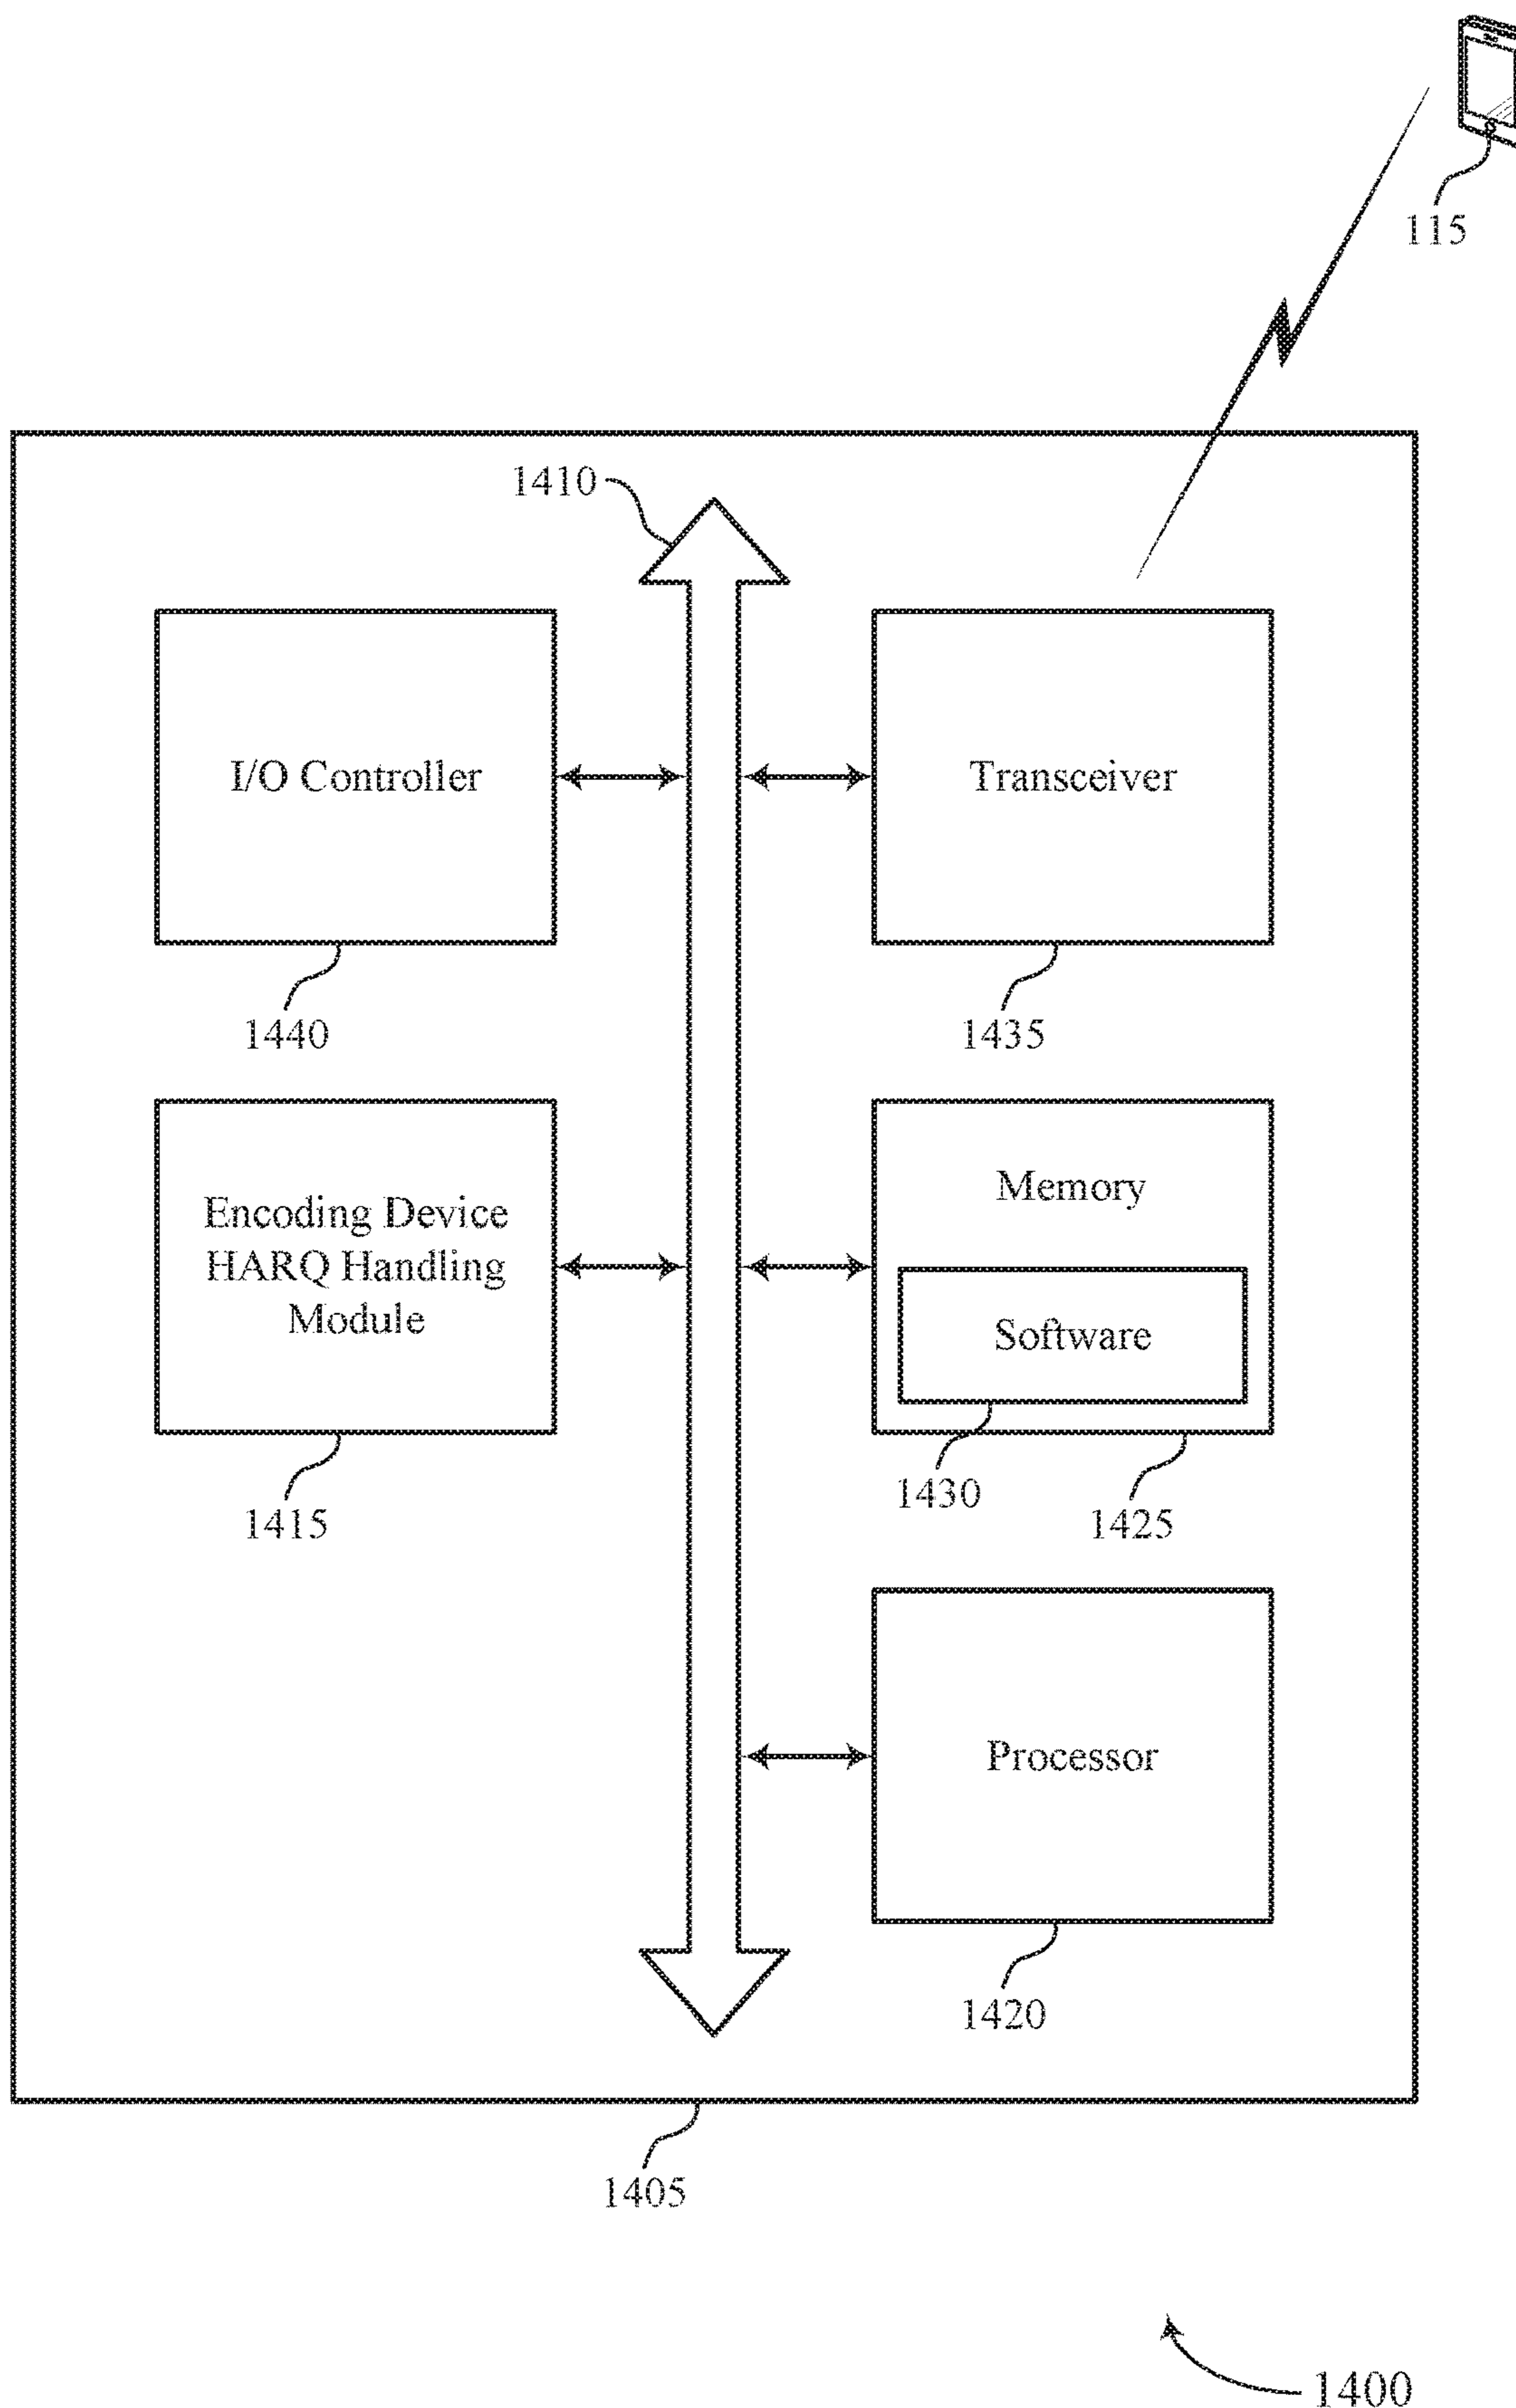 115
1410
I/O Controller
Transceiver
1440
1435
Encoding Device
HARQ Handling
Module
Memory
Software
1430
1415
1425
Processor
1420
1405
1400